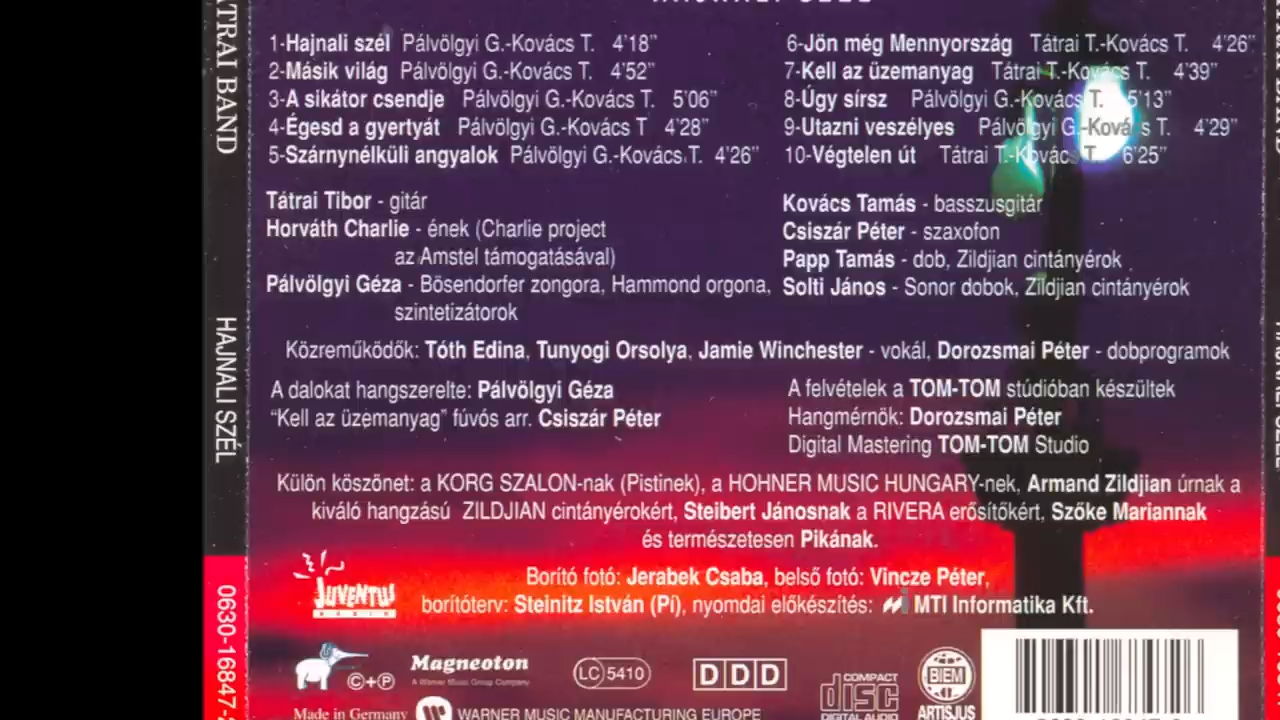 TRAI BAND
HAJNALI SZÉL
0630-16847-
1-Hajnali szél Pálvölgyi G.-Kovács T. 4'18"
2-Másik világ Pálvölgyi G.-Kovács T. 4'52"
3-A sikátor csendje Pálvölgyi G.-Kovács T. 5'06"
4-Égesd a gyertyát Pálvölgyi G.-Kovács T 4'28"
5-Szárnynélküli angyalok Pálvölgyi G.-Kovács.T. 4'26"
6-Jön még Mennyország Tátrai T.-Kovács T. 4'26"
7-Kell az üzemanyag Tátrai T.-Kovács T. 4'39"
8-Úgy sírsz Pálvölgyi G.-Kovács T. 5'13"
9-Utazni veszélyes Pálvölgyi G.-Kovács T. 4'29"
10-Végtelen út Tátrai T.-Kovács T. 6'25"
Tátrai Tibor - gitár
Horváth Charlie - ének (Charlie project
az Amstel támogatásával)
Pálvölgyi Géza - Bösendorfer zongora, Hammond orgona,
szintetizátorok
Kovács Tamás - basszusgitár
Csiszár Péter - szaxofon
Papp Tamás - dob, Zildjian cintányérok
Solti János - Sonor dobok, Zildjian cintányérok
Közreműködők: Tóth Edina, Tunyogi Orsolya, Jamie Winchester - vokál, Dorozsmai Péter - dobprogramok
A dalokat hangszerelte: Pálvölgyi Géza
"Kell az üzemanyag" fúvós arr. Csiszár Péter
A felvételek a TOM-TOM stúdióban készültek
Hangmérnök: Dorozsmai Péter
Digital Mastering TOM-TOM Studio
Külön köszönet: a KORG SZALON-nak (Pistinek), a HOHNER MUSIC HUNGARY-nek, Armand Zildjian úrnak a
kiváló hangzású ZILDJIAN cintányérokért, Steibert Jánosnak a RIVERA erősítőkért, Szőke Mariannak
és természetesen Pikának.
Borító fotó: Jerabek Csaba, belső fotó: Vincze Péter,
borítóterv: Steinitz István (Pi), nyomdai előkészítés: MTI Informatika Kft.
JUVENTUS
RÁDIÓ
©+℗
Magneoton
A Warner Music Group Company
LC 5410
DDD
COMPACT
disc
DIGITAL AUDIO
BIEM
ARTISJUS
Made in Germany
WARNER MUSIC MANUFACTURING EUROPE